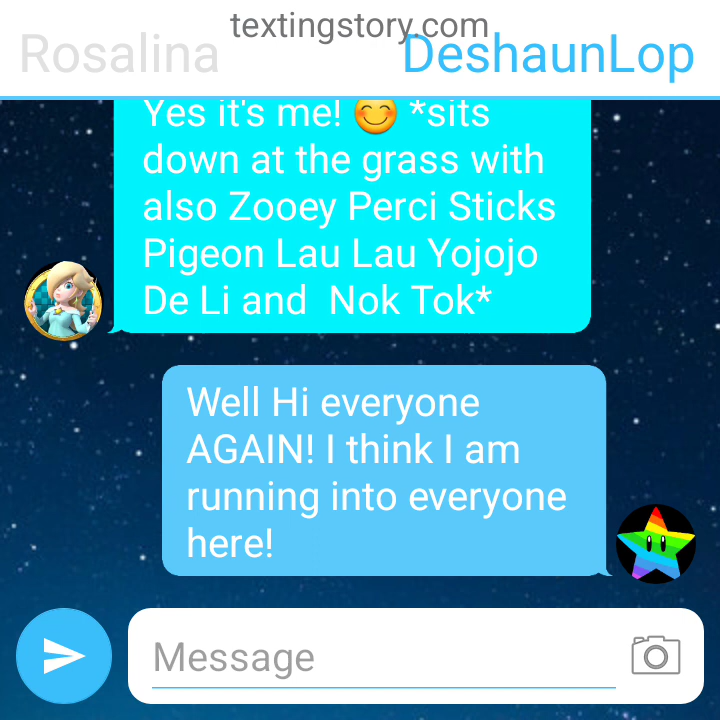 textingstory.com
Rosalina
DeshaunLop
Yes it's me! 😊 *sits
down at the grass with
also Zooey Perci Sticks
Pigeon Lau Lau Yojojo
De Li and  Nok Tok*
Well Hi everyone
AGAIN! I think I am
running into everyone
here!
Message